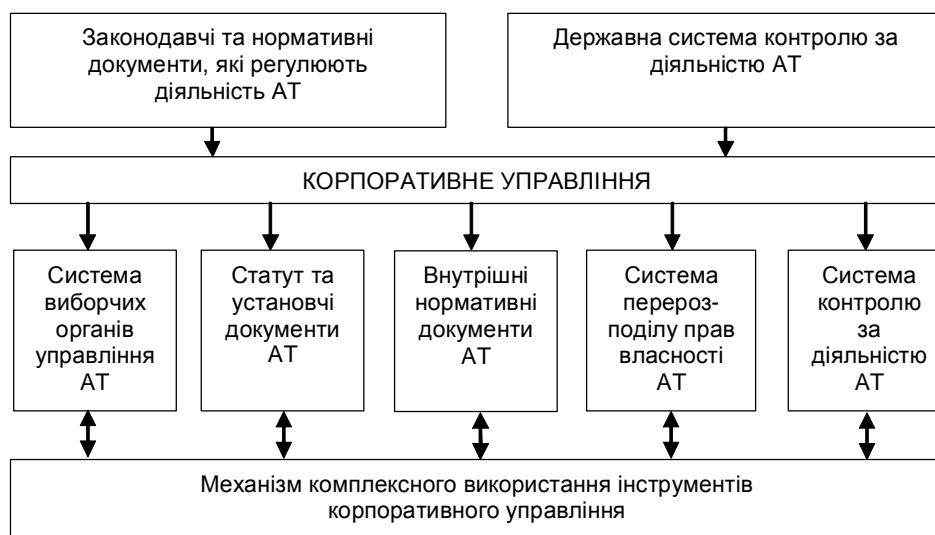 Законодавчі та нормативні
документи, які регулюють
діяльність АТ
Державна система контролю за
діяльністю АТ
КОРПОРАТИВНЕ УПРАВЛІННЯ
Система
виборчих
органів
управління
АТ
Статут та
установчі
документи
АТ
Внутрішні
нормативні
документи
АТ
Система
перероз-
поділу прав
власності
АТ
Система
контролю
за
діяльністю
АТ
Механізм комплексного використання інструментів
корпоративного управління